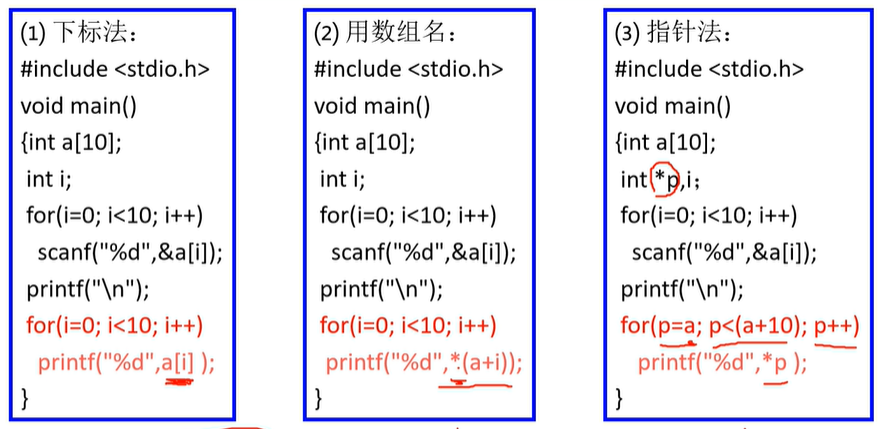 (1) 下标法：
#include <stdio.h>
void main()
{int a[10];
int i;
for(i=0; i<10; i++)
scanf("%d",&a[i]);
printf("\n");
for(i=0; i<10; i++)
printf("%d",a[i] );
}
(2) 用数组名：
#include <stdio.h>
void main()
{int a[10];
int i;
for(i=0; i<10; i++)
scanf("%d",&a[i]);
printf("\n");
for(i=0; i<10; i++)
printf("%d",*(a+i));
}
(3) 指针法：
#include <stdio.h>
void main()
{int a[10];
int *p,i；
for(i=0; i<10; i++)
scanf("%d",&a[i]);
printf("\n");
for(p=a; p<(a+10); p++)
printf("%d",*p );
}